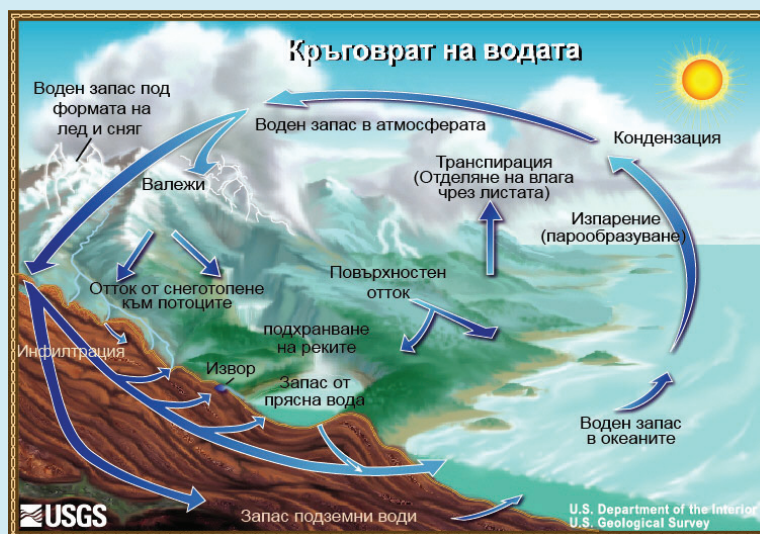 Кръговрат на водата
Воден запас под
формата на
лед и сняг
Воден запас в атмосферата
Кондензация
Валежи
Транспирация
(Отделяне на влага
чрез листата)
Изпарение
(парообразуване)
Отток от снеготопене
към потоците
Повърхностен
отток
Инфилтрация
подхранване
на реките
Извор
Запас от
прясна вода
Воден запас
в океаните
Запас подземни води
USGS
U.S. Department of the Interior
U.S. Geological Survey